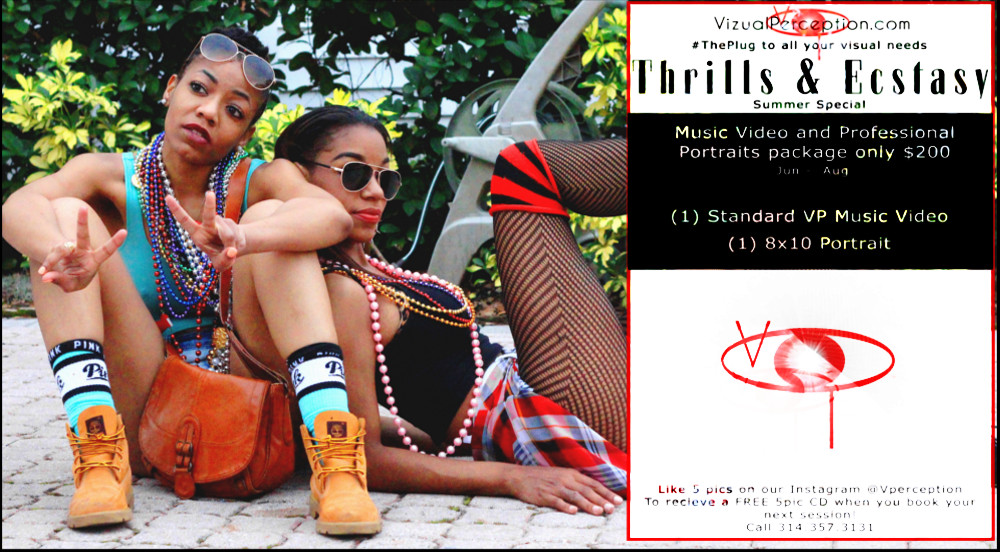 VizualPerception.com
#ThePlug to all your visual needs
Thrills & Ecstasy
Summer Special
Music Video and Professional
Portraits package only $200
Jun - Aug
(1) Standard VP Music Video
(1) 8x10 Portrait
V
Like 5 pics on our Instagram @Vperception
To recieve a FREE 5pic CD when you book your
next session!
Call 314.357.3131
NK PINK
Pink